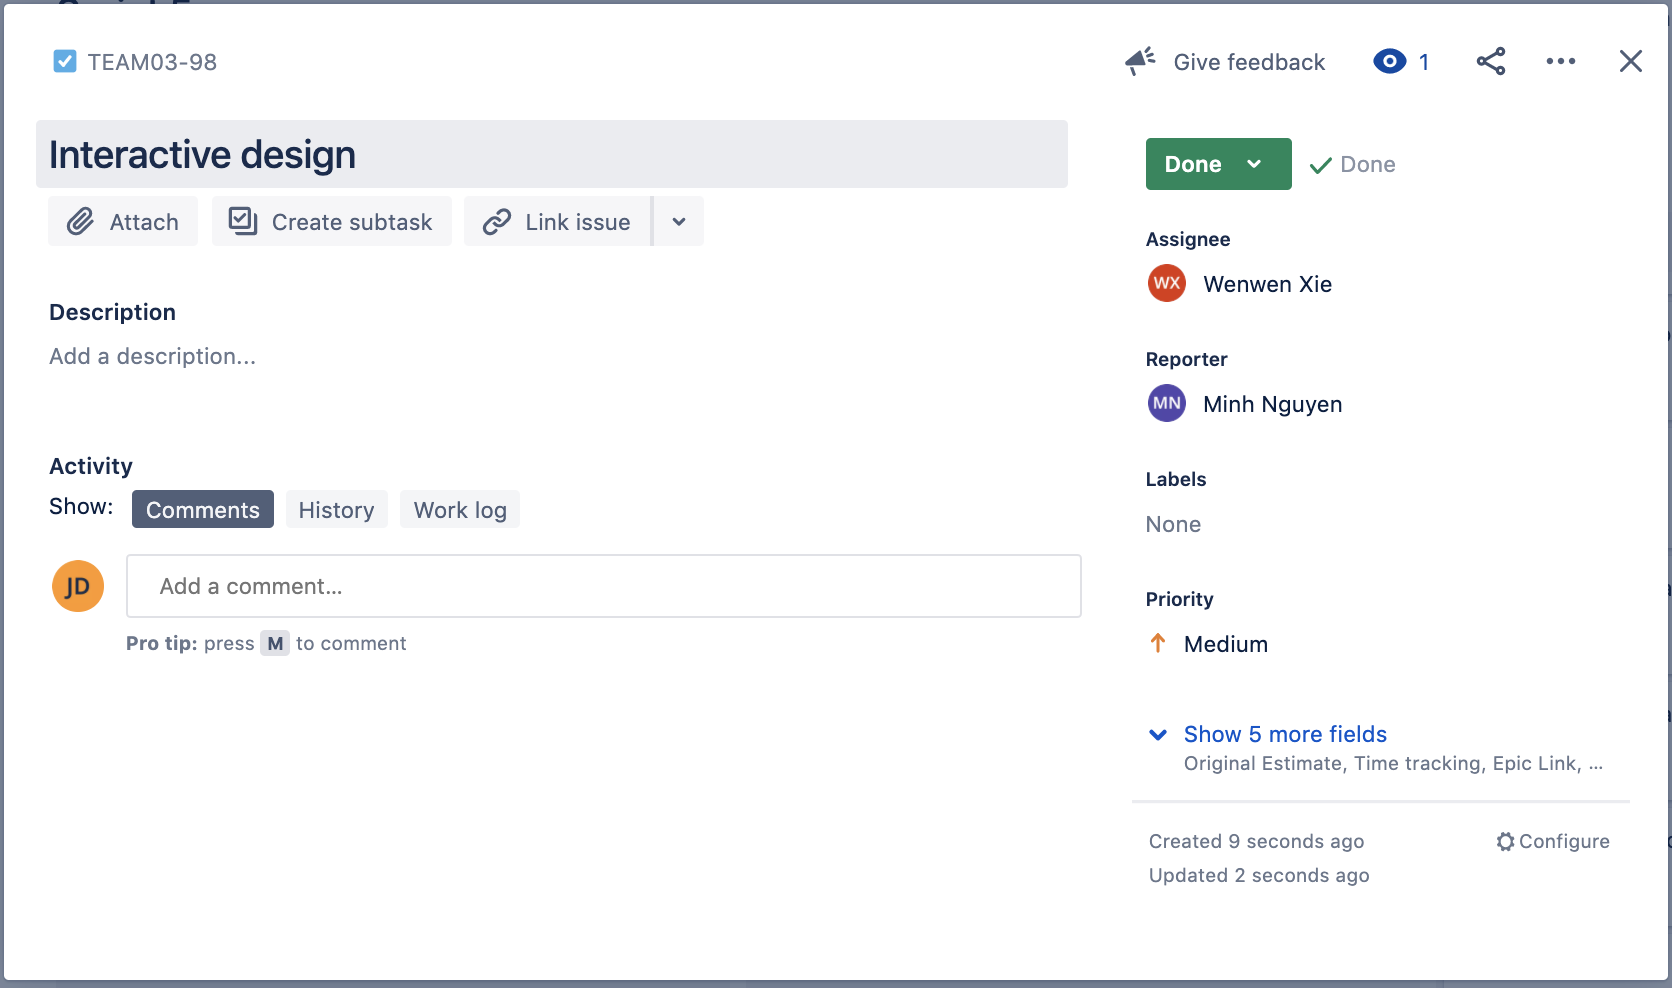 TEAM03-98
Give feedback
1
Interactive design
Done
Done
Attach
Create subtask
Link issue
Assignee
WX
Wenwen Xie
Description
Add a description...
Reporter
MN
Minh Nguyen
Activity
Show:
Comments
History
Work log
Labels
None
JD
Add a comment...
Pro tip: press M to comment
Priority
Medium
Show 5 more fields
Original Estimate, Time tracking, Epic Link, ...
Created 9 seconds ago
Configure
Updated 2 seconds ago